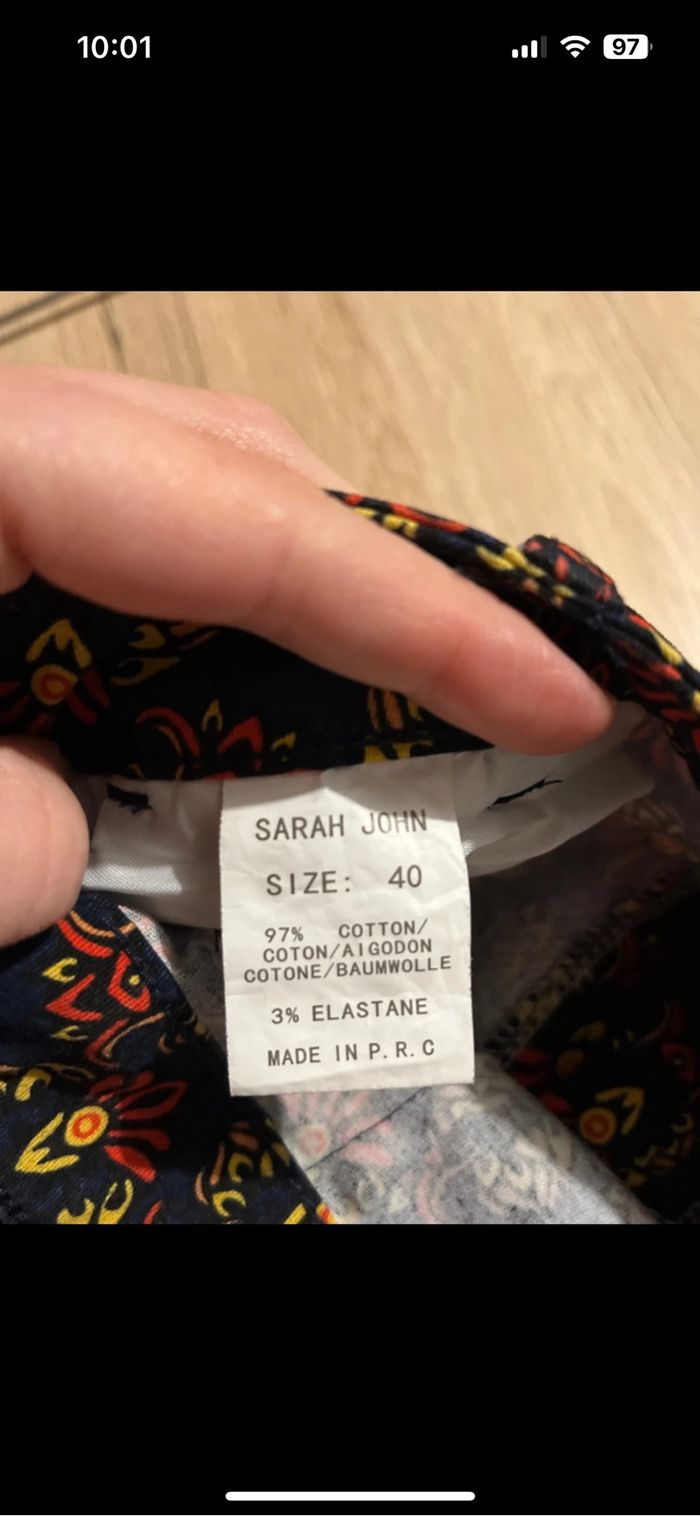 10:01
97
SARAH JOHN
SIZE: 40
97% COTTON/
COTON/AIGODON
COTONE/BAUMWOLLE
3% ELASTANE
MADE IN P.R.C